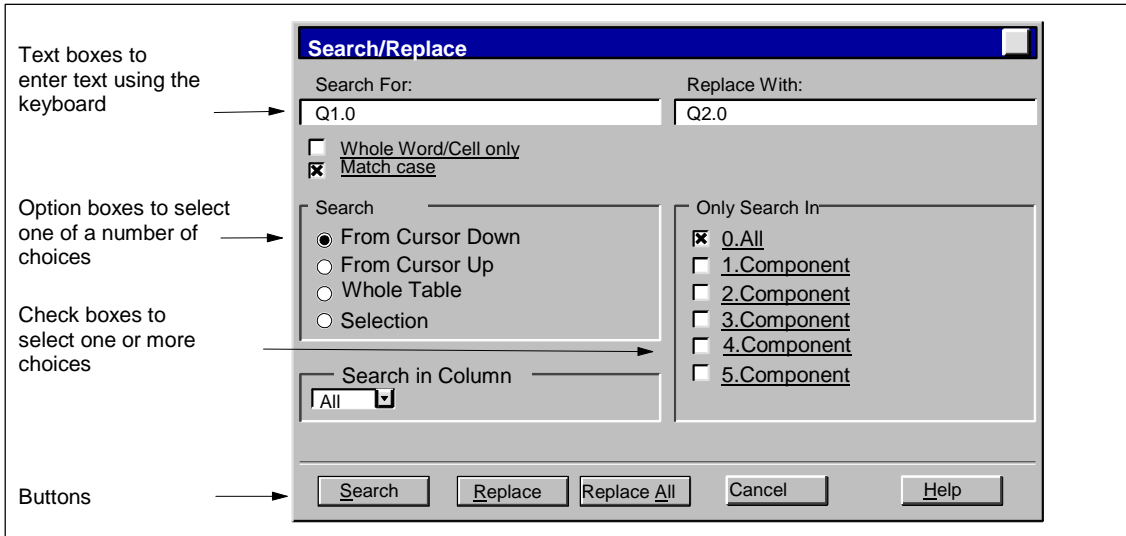 Text boxes to
enter text using the
keyboard
Search/Replace
Search For:
Replace With:
Q1.0
Q2.0
Whole Word/Cell only
Match case
Option boxes to select
one of a number of
choices
Search
From Cursor Down
From Cursor Up
Whole Table
Selection
Only Search In
0.All
1.Component
2.Component
3.Component
4.Component
5.Component
Check boxes to
select one or more
choices
Search in Column
All
Buttons
Search
Replace
Replace All
Cancel
Help